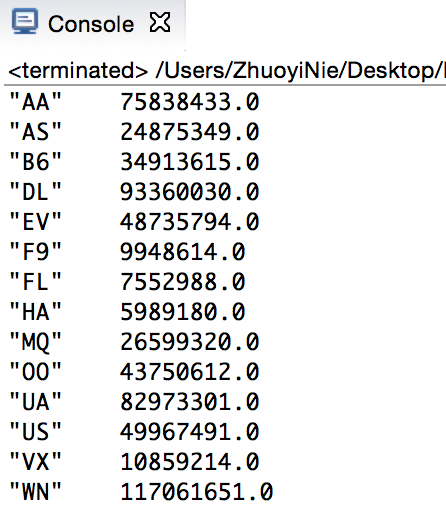 Console
<terminated> /Users/ZhuoyiNie/Desktop/
"AA" 75838433.0
"AS" 24875349.0
"B6" 34913615.0
"DL" 93360030.0
"EV" 48735794.0
"F9" 9948614.0
"FL" 7552988.0
"HA" 5989180.0
"MQ" 26599320.0
"OO" 43750612.0
"UA" 82973301.0
"US" 49967491.0
"VX" 10859214.0
"WN" 117061651.0